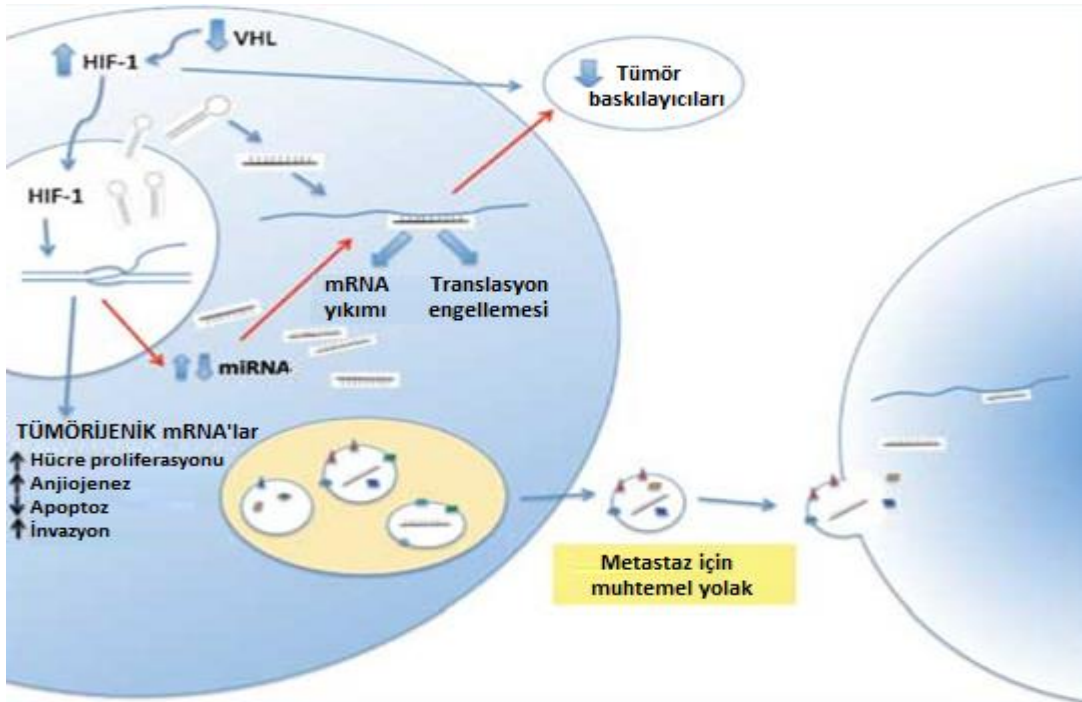 VHL
HIF-1
Tümör
baskılayıcıları
HIF-1
mRNA
yıkımı
Translasyon
engellemesi
miRNA
TÜMÖRİJENİK mRNA'lar
Hücre proliferasyonu
Anjiojenez
Apoptoz
İnvazyon
Metastaz için
muhtemel yolak